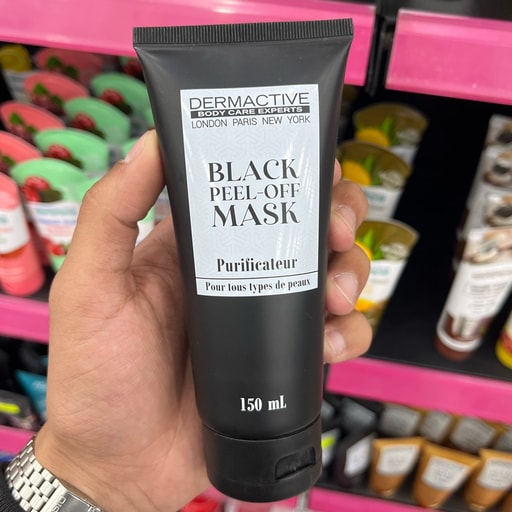 DERMACTIVE
BODY CARE EXPERTS
LONDON PARIS NEW YORK
BLACK
PEEL-OFF
MASK
Purificateur
Pour tous types de peaux
150 mL